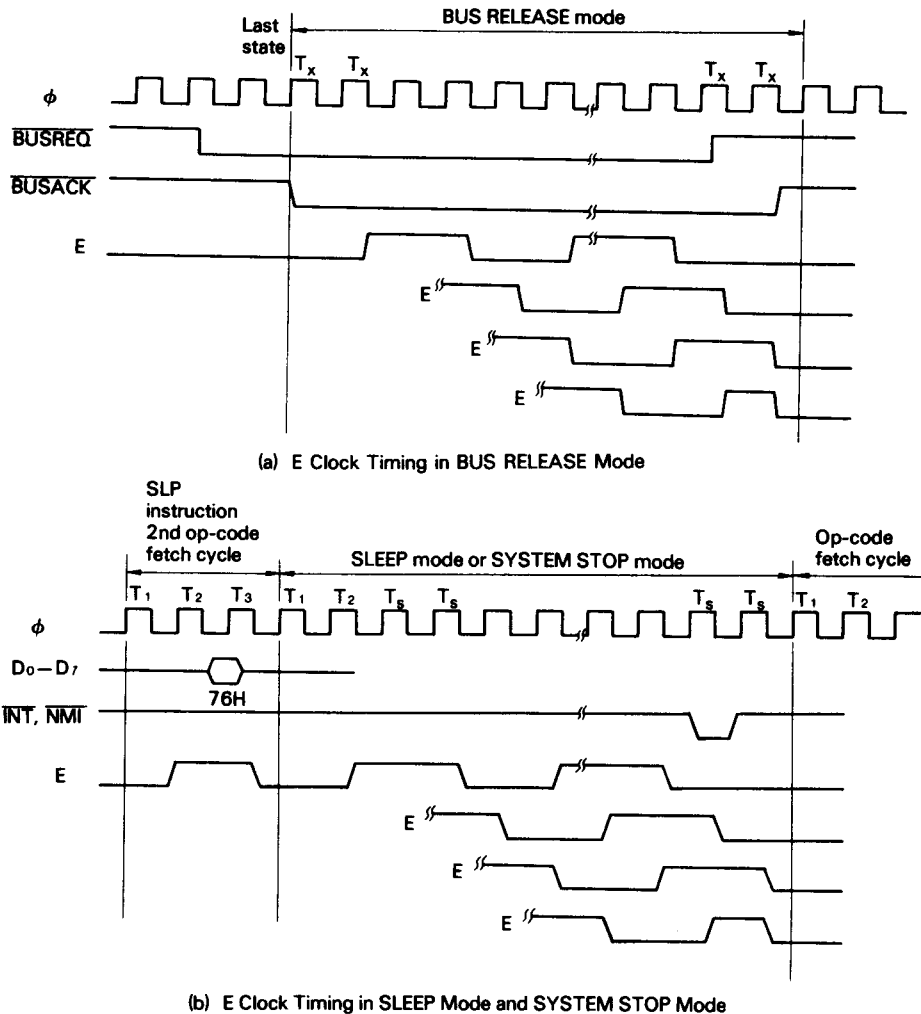 BUS RELEASE mode
Last
state
Tx Tx Tx Tx
φ
BUSREQ
BUSACK
E
E
E
E
(a) E Clock Timing in BUS RELEASE Mode
SLP
instruction
2nd op-code
fetch cycle
SLEEP mode or SYSTEM STOP mode
Op-code
fetch cycle
T1 T2 T3 T1 T2 Ts Ts Ts Ts T1 T2
φ
D0–D7
76H
INT, NMI
E
E
E
E
(b) E Clock Timing in SLEEP Mode and SYSTEM STOP Mode